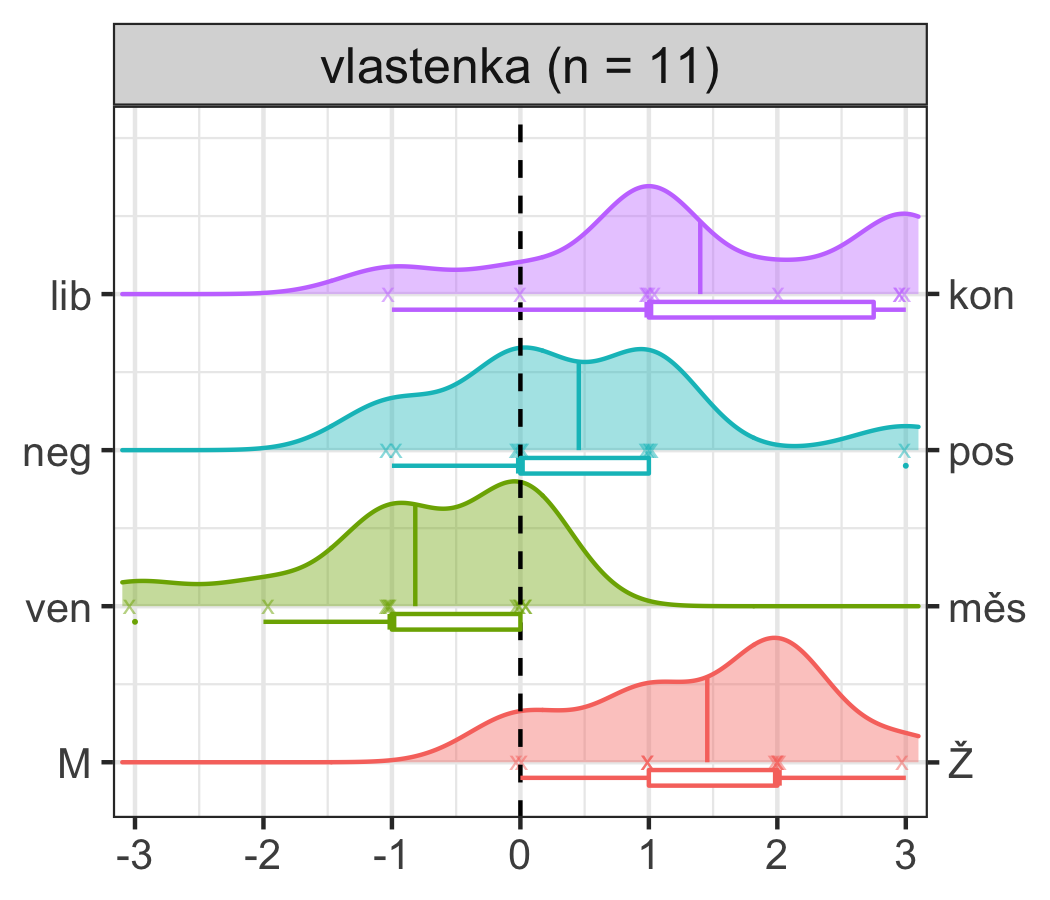 vlastenka (n = 11)
lib kon
neg pos
ven měs
M Ž
-3 -2 -1 0 1 2 3